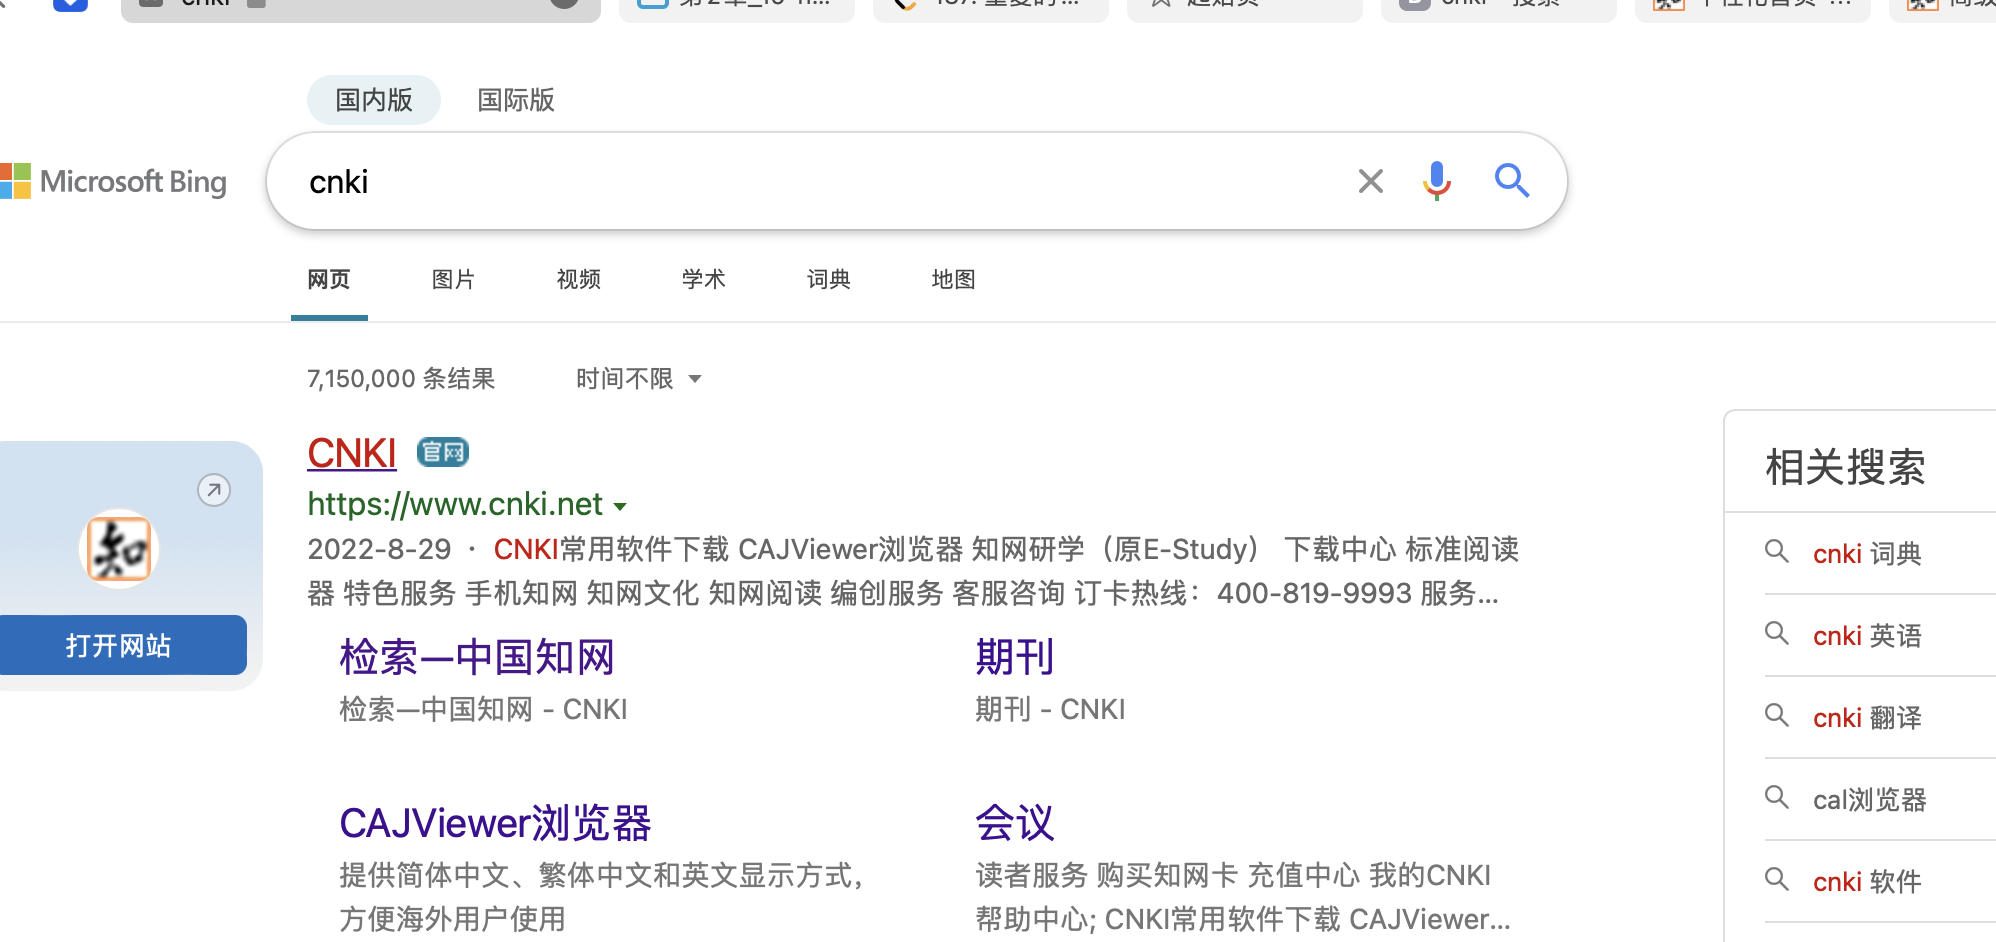 cnki
国内版
国际版
Microsoft Bing
cnki
网页
图片
视频
学术
词典
地图
7,150,000 条结果
时间不限
CNKI
官网
https://www.cnki.net
2022-8-29 · CNKI常用软件下载 CAJViewer浏览器 知网研学（原E-Study） 下载中心 标准阅读
器 特色服务 手机知网 知网文化 知网阅读 编创服务 客服咨询 订卡热线：400-819-9993 服务...
知
打开网站
检索—中国知网
检索—中国知网 - CNKI
期刊
期刊 - CNKI
CAJViewer浏览器
提供简体中文、繁体中文和英文显示方式，
方便海外用户使用
会议
读者服务 购买知网卡 充值中心 我的CNKI
帮助中心; CNKI常用软件下载 CAJViewer...
相关搜索
cnki 词典
cnki 英语
cnki 翻译
cal浏览器
cnki 软件